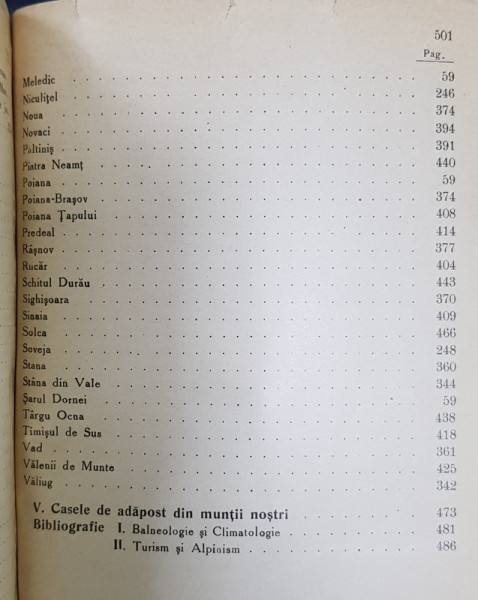 501
Pag.
Meledic 59
Niculițel 246
Noua 374
Novaci 394
Păltiniș 391
Piatra Neamț 440
Poiana 59
Poiana-Brașov 374
Poiana Țapului 408
Predeal 414
Râșnov 377
Rucăr 404
Schitul Durău 443
Sighișoara 370
Sinaia 409
Solca 466
Soveja 248
Stana 360
Stâna din Vale 344
Șarul Dornei 59
Târgu Ocna 438
Timișul de Sus 418
Vad 361
Vălenii de Munte 425
Văliug 342
V. Casele de adăpost din munții noștri 473
Bibliografie I. Balneologie și Climatologie 481
II. Turism și Alpinism 486